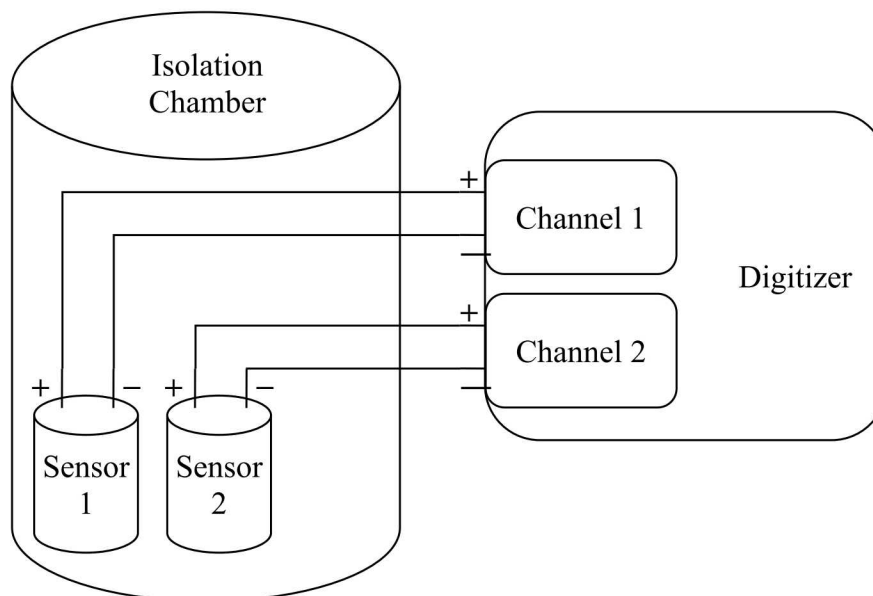 Isolation
Chamber
+
Channel 1
−
Digitizer
+
Channel 2
−
+ − + −
Sensor
1
Sensor
2